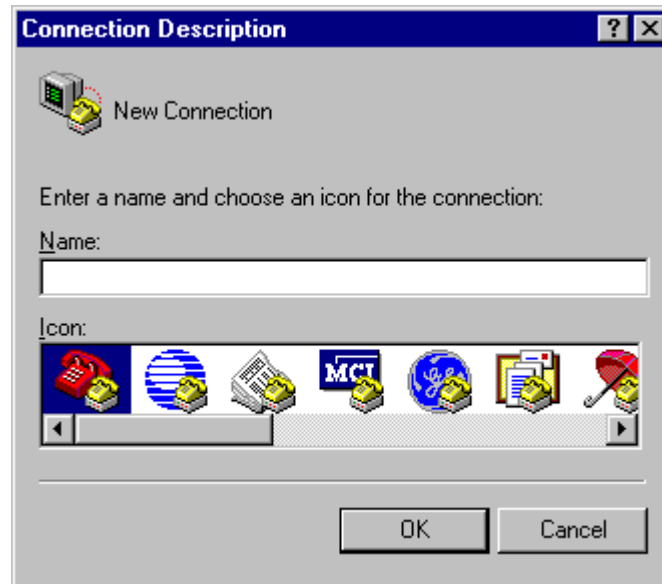 Connection Description
New Connection
Enter a name and choose an icon for the connection:
Name:
Icon:
MCI
OK Cancel